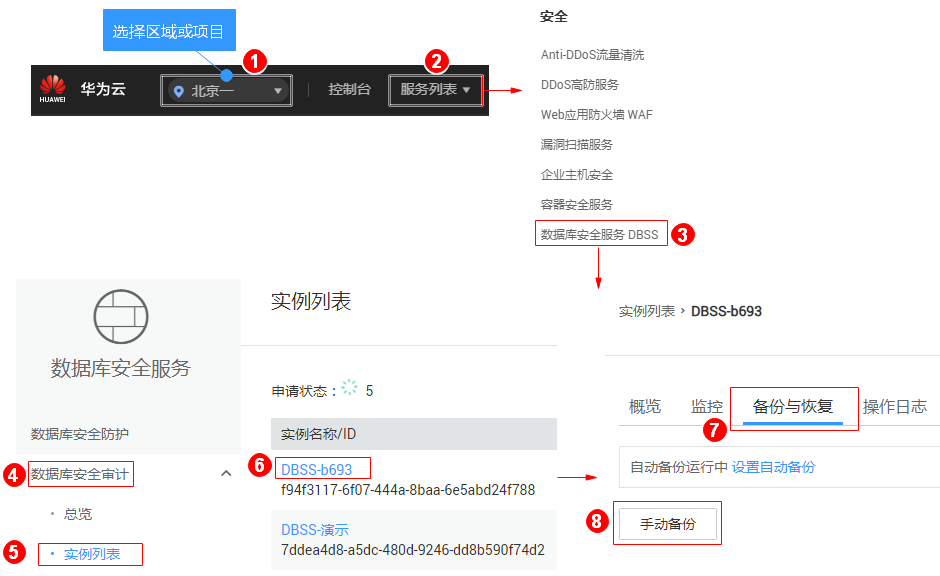 选择区域或项目
1
2
HUAWEI
华为云
北京一
控制台
服务列表
安全
Anti-DDoS流量清洗
DDoS高防服务
Web应用防火墙 WAF
漏洞扫描服务
企业主机安全
容器安全服务
数据库安全服务 DBSS
3
数据库安全服务
数据库安全防护
4
数据库安全审计
总览
5
实例列表
实例列表
申请状态：
5
实例名称/ID
6
DBSS-b693
f94f3117-6f07-444a-8baa-6e5abd24f788
DBSS-演示
7ddea4d8-a5dc-480d-9246-dd8b590f74d2
实例列表 › DBSS-b693
概览
监控
备份与恢复
操作日志
7
自动备份运行中 设置自动备份
8
手动备份